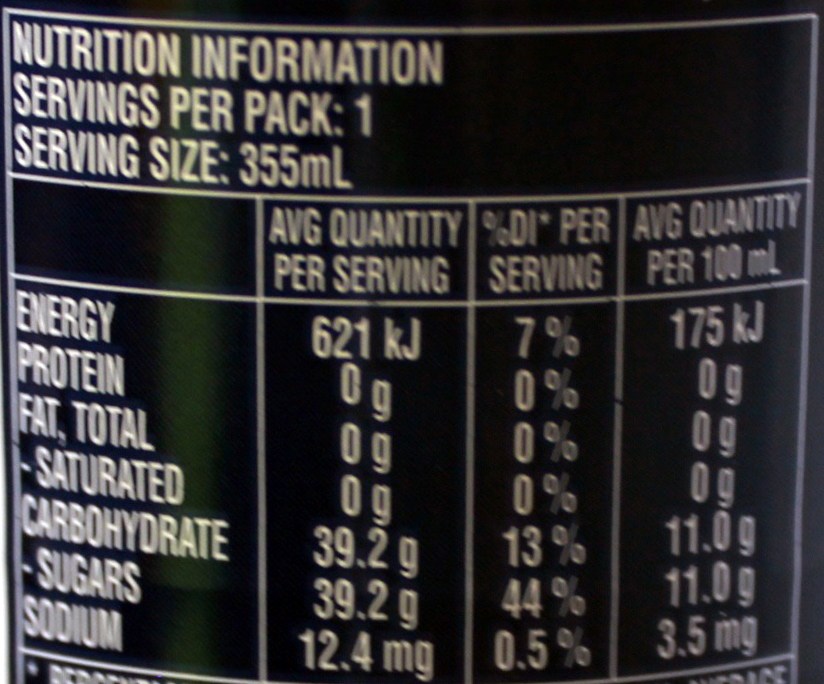 NUTRITION INFORMATION
SERVINGS PER PACK: 1
SERVING SIZE: 355mL
AVG QUANTITY PER SERVING %DI* PER SERVING AVG QUANTITY PER 100 mL
ENERGY 621 kJ 7 % 175 kJ
PROTEIN 0 g 0 % 0 g
FAT, TOTAL 0 g 0 % 0 g
- SATURATED 0 g 0 % 0 g
CARBOHYDRATE 39.2 g 13 % 11.0 g
- SUGARS 39.2 g 44 % 11.0 g
SODIUM 12.4 mg 0.5 % 3.5 mg